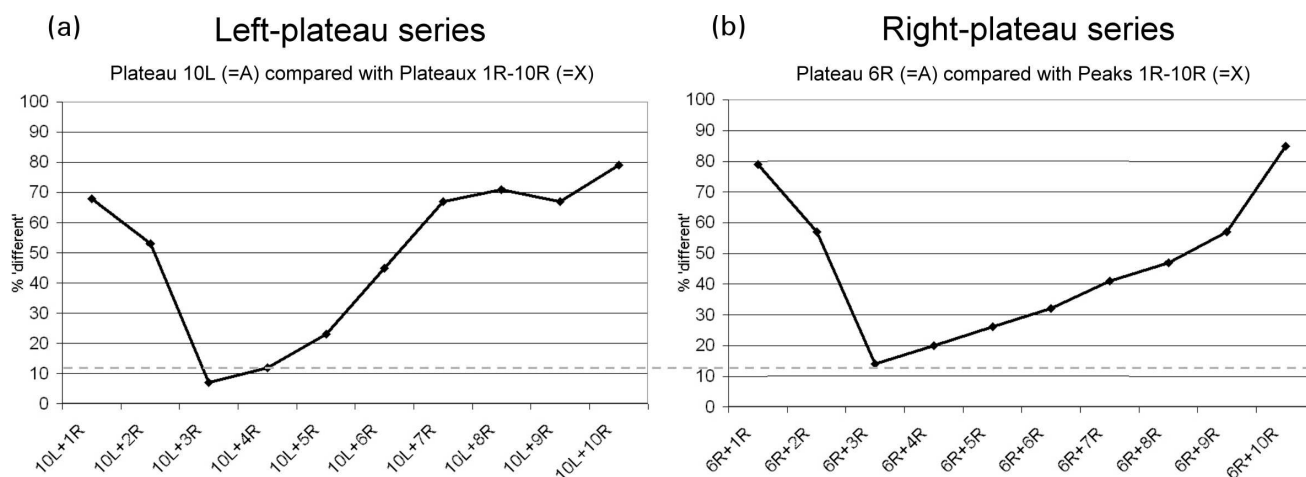 (a)
Left-plateau series
Plateau 10L (=A) compared with Plateaux 1R-10R (=X)
% 'different'
100
90
80
70
60
50
40
30
20
10
0
10L+1R
10L+2R
10L+3R
10L+4R
10L+5R
10L+6R
10L+7R
10L+8R
10L+9R
10L+10R
(b)
Right-plateau series
Plateau 6R (=A) compared with Peaks 1R-10R (=X)
% 'different'
100
90
80
70
60
50
40
30
20
10
0
6R+1R
6R+2R
6R+3R
6R+4R
6R+5R
6R+6R
6R+7R
6R+8R
6R+9R
6R+10R